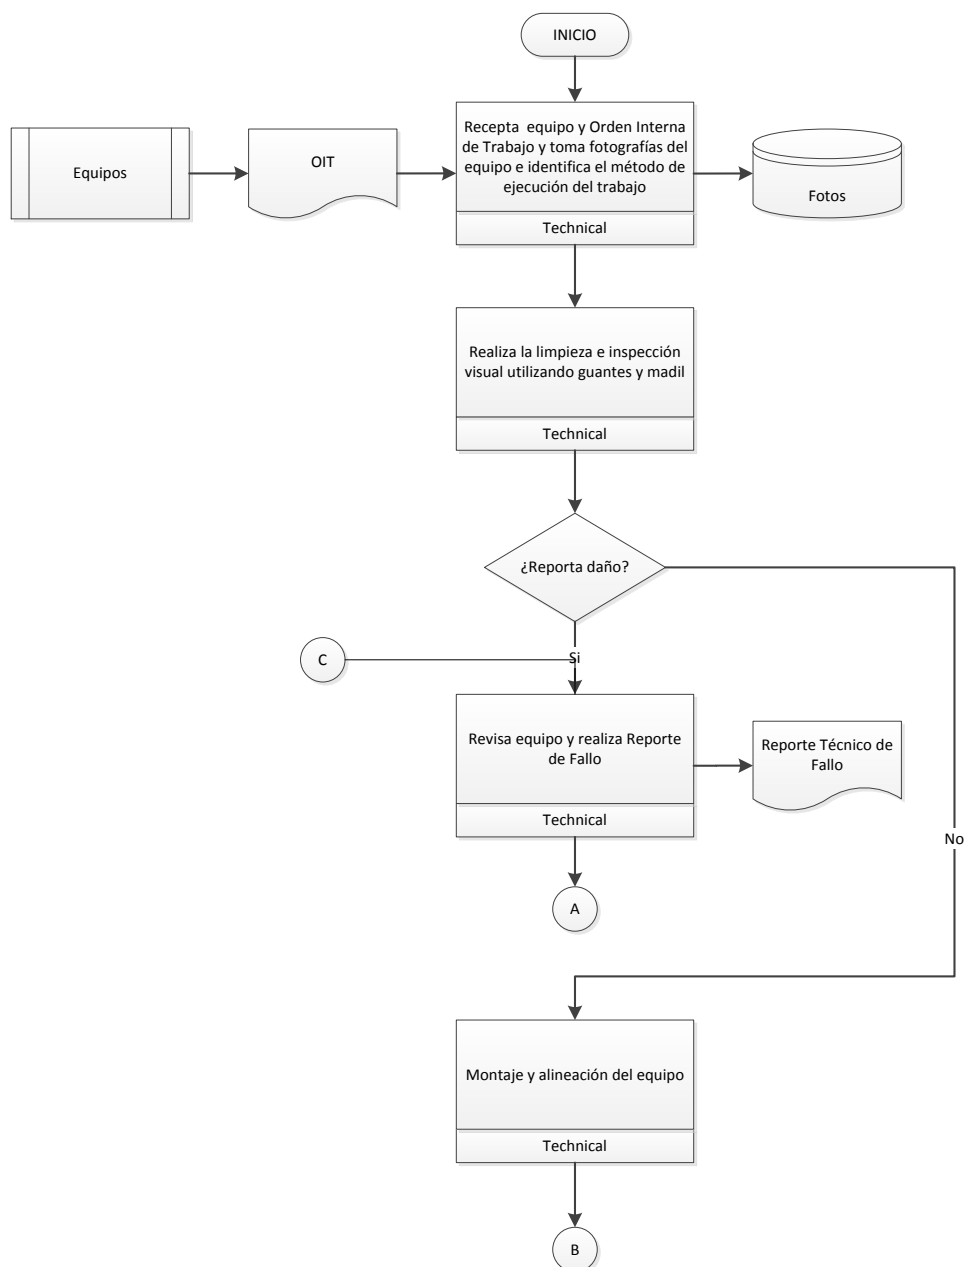 INICIO
Equipos
OIT
Recepta equipo y Orden Interna
de Trabajo y toma fotografías del
equipo e identifica el método de
ejecución del trabajo
Technical
Fotos
Realiza la limpieza e inspección
visual utilizando guantes y madil
Technical
¿Reporta daño?
Si
C
Revisa equipo y realiza Reporte
de Fallo
Technical
Reporte Técnico de
Fallo
No
A
Montaje y alineación del equipo
Technical
B